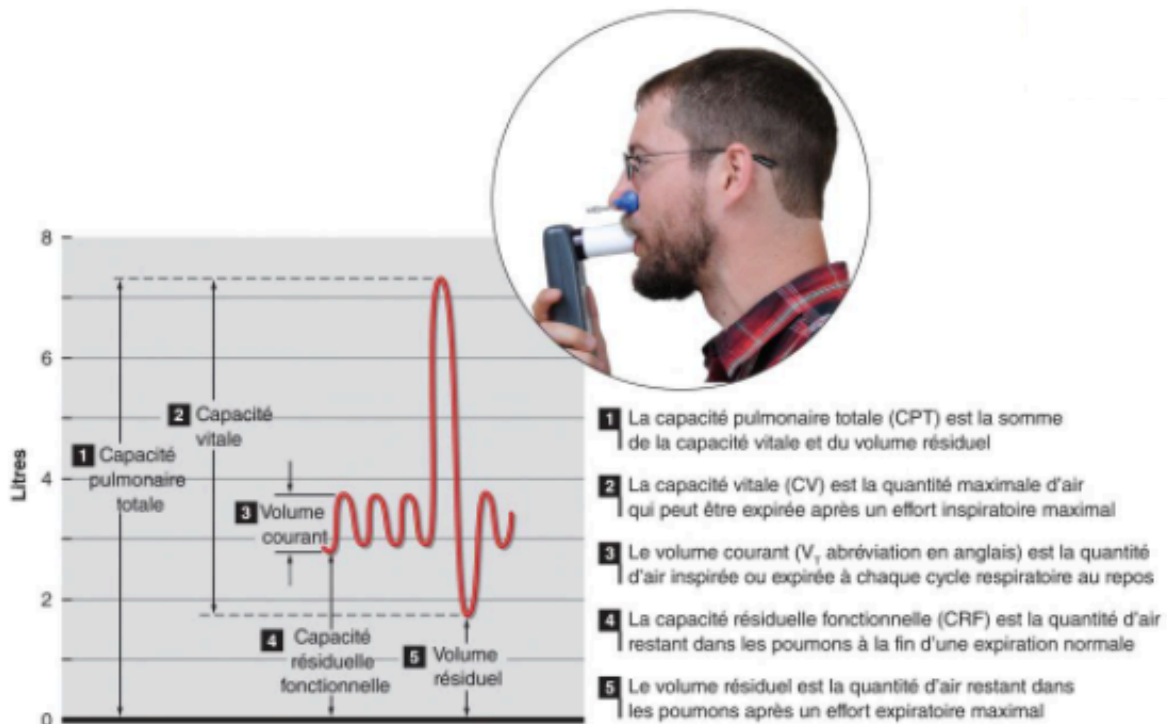 8
6
4
2
0
Litres
1 Capacité
pulmonaire
totale
2 Capacité
vitale
3 Volume
courant
4 Capacité
résiduelle
fonctionnelle
5 Volume
résiduel
1 La capacité pulmonaire totale (CPT) est la somme
de la capacité vitale et du volume résiduel
2 La capacité vitale (CV) est la quantité maximale d'air
qui peut être expirée après un effort inspiratoire maximal
3 Le volume courant (V_T abréviation en anglais) est la quantité
d'air inspirée ou expirée à chaque cycle respiratoire au repos
4 La capacité résiduelle fonctionnelle (CRF) est la quantité d'air
restant dans les poumons à la fin d'une expiration normale
5 Le volume résiduel est la quantité d'air restant dans
les poumons après un effort expiratoire maximal